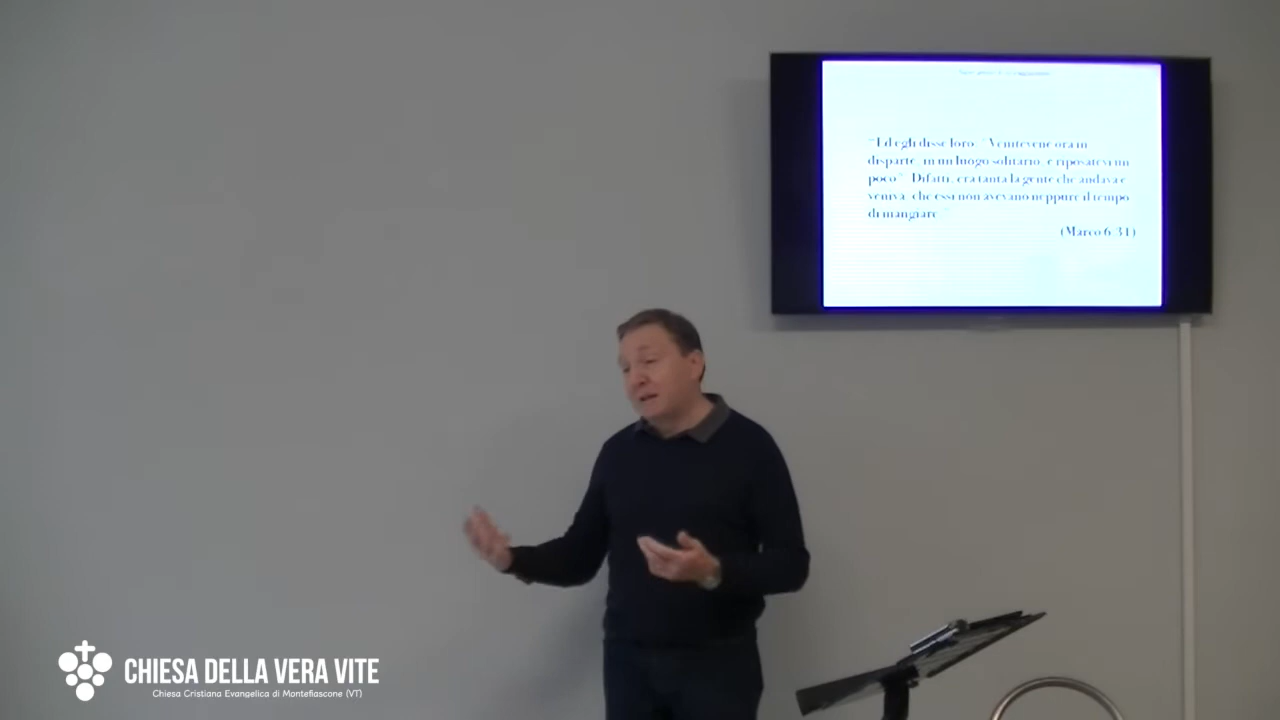 "Ed egli disse loro: "Venitevene ora in
disparte, in un luogo solitario, e riposatevi un
poco". Difatti, era tanta la gente che andava e
veniva, che essi non avevano neppure il tempo
di mangiare."
(Marco 6:31)
CHIESA DELLA VERA VITE
Chiesa Cristiana Evangelica di Montefiascone (VT)